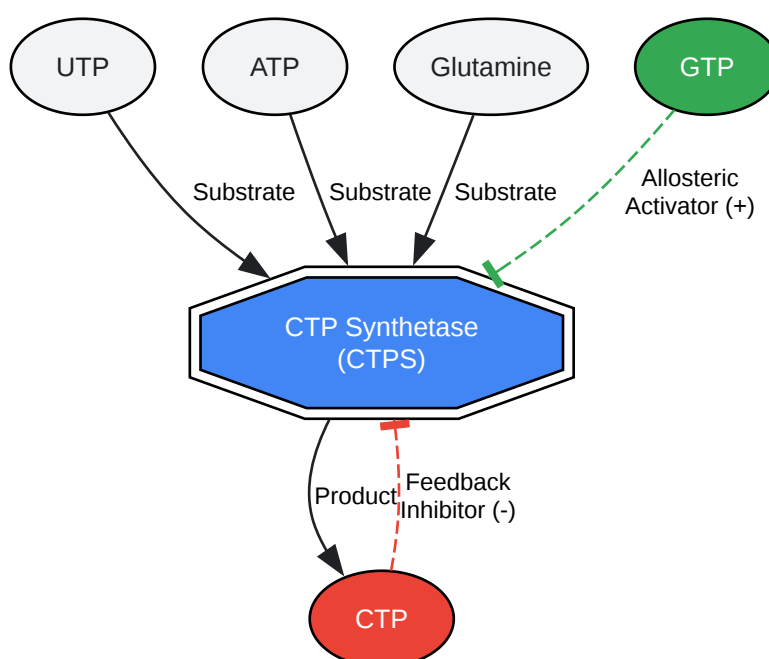 UTP
ATP
Glutamine
GTP
Substrate
Substrate
Substrate
Allosteric
Activator (+)
CTP Synthetase
(CTPS)
Product
Feedback
Inhibitor (-)
CTP